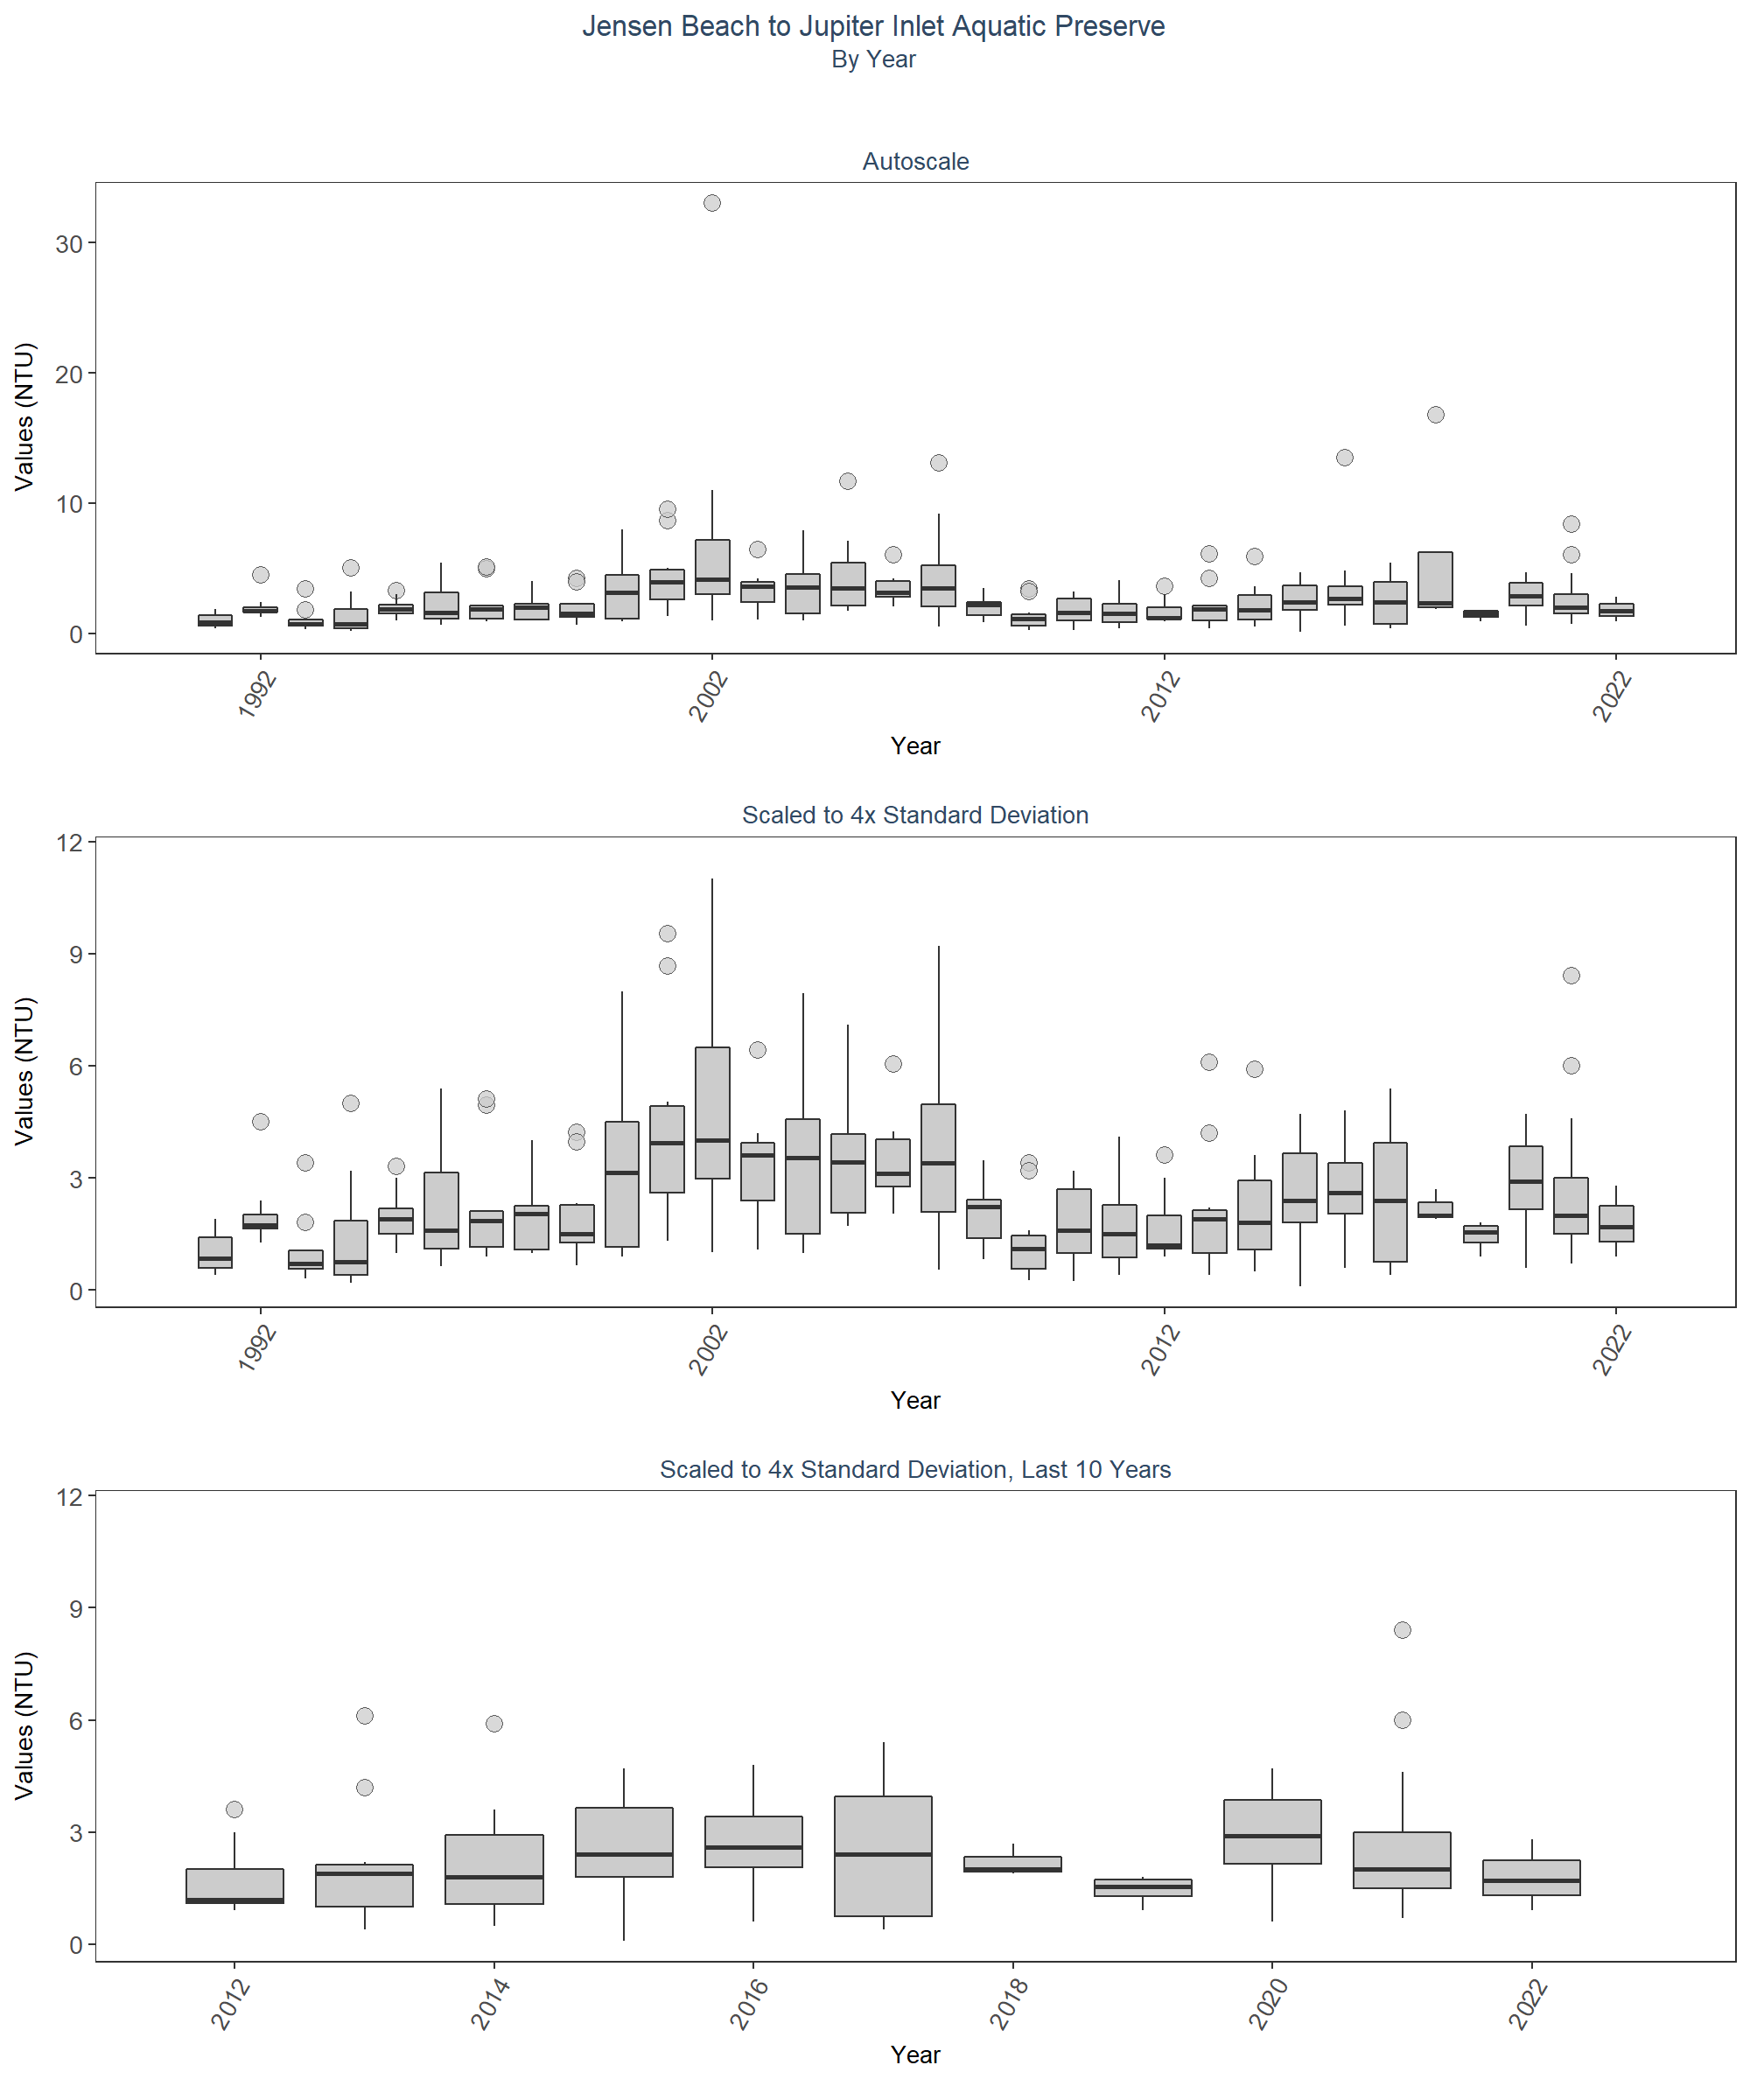 Jensen Beach to Jupiter Inlet Aquatic Preserve
By Year
Autoscale
Values (NTU)
30
20
10
0
1992
2002
2012
2022
Year
Scaled to 4x Standard Deviation
Values (NTU)
12
9
6
3
0
1992
2002
2012
2022
Year
Scaled to 4x Standard Deviation, Last 10 Years
Values (NTU)
12
9
6
3
0
2012
2014
2016
2018
2020
2022
Year